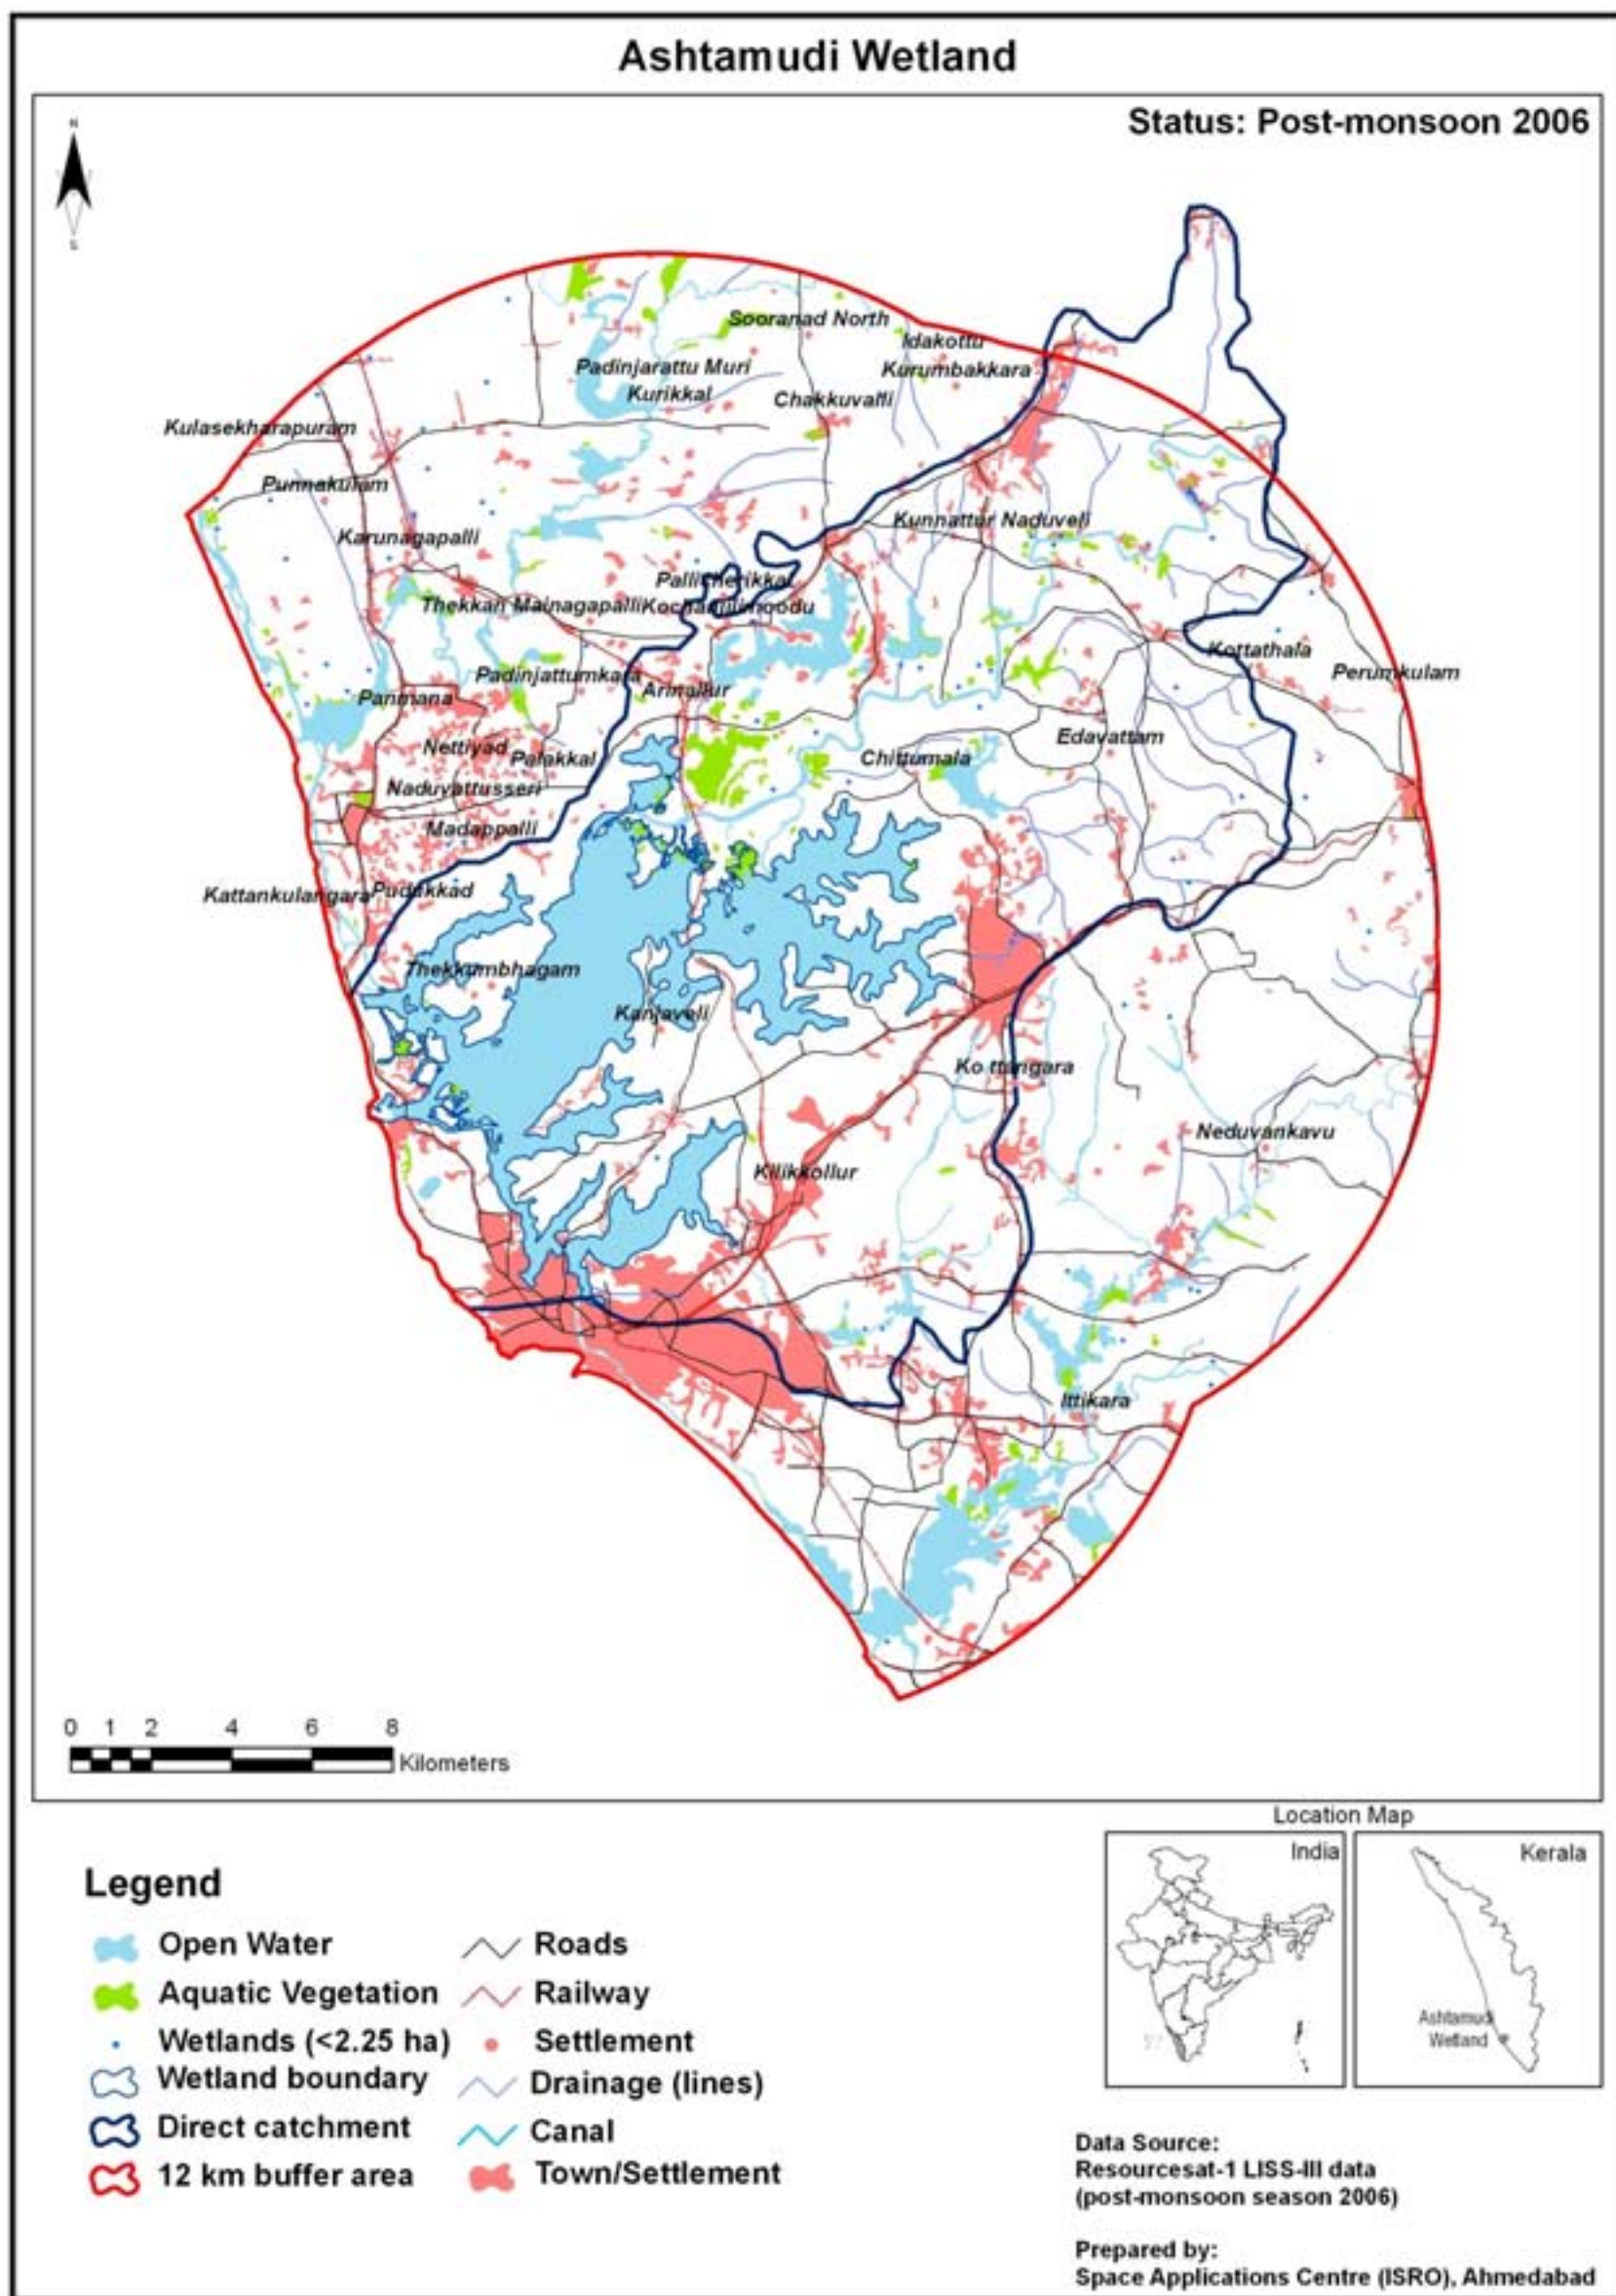 Ashtamudi Wetland
Status: Post-monsoon 2006
N
S
Sooranad North
Idakottu
Padinjarattu Muri
Kurumbakkara
Kurikkal
Chakkuvalli
Kulasekharapuram
Punnakulam
Kunnattur Naduveli
Karunagapalli
Pallicherikkal
Thekkan Mainagapalli
Kottathala
Perumkulam
Padinjattumkara
Arinallur
Panmana
Edavattam
Nettiyad
Palakkal
Chittumala
Naduvattusseri
Madappalli
Kattankulangara
Pudukkad
Thekkumbhagam
Kanjaveli
Ko ttangara
Neduvankavu
Kilikkollur
Ittikara
0 1 2 4 6 8
Kilometers
Location Map
India
Kerala
Ashtamudi
Wetland
Legend
Open Water
Aquatic Vegetation
Wetlands (<2.25 ha)
Wetland boundary
Direct catchment
12 km buffer area
Roads
Railway
Settlement
Drainage (lines)
Canal
Town/Settlement
Data Source:
Resourcesat-1 LISS-III data
(post-monsoon season 2006)
Prepared by:
Space Applications Centre (ISRO), Ahmedabad